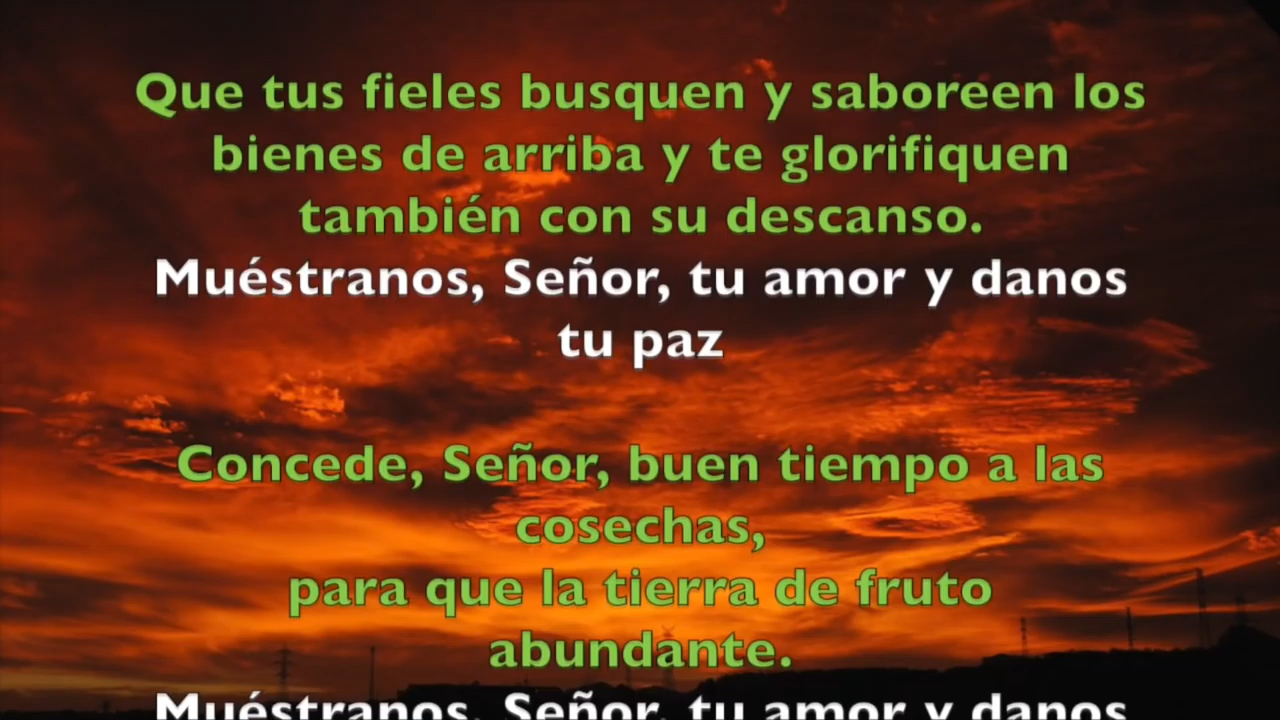 Que tus fieles busquen y saboreen los
bienes de arriba y te glorifiquen
también con su descanso.
Muéstranos, Señor, tu amor y danos
tu paz
Concede, Señor, buen tiempo a las
cosechas,
para que la tierra de fruto
abundante.
Muéstranos, Señor, tu amor y danos